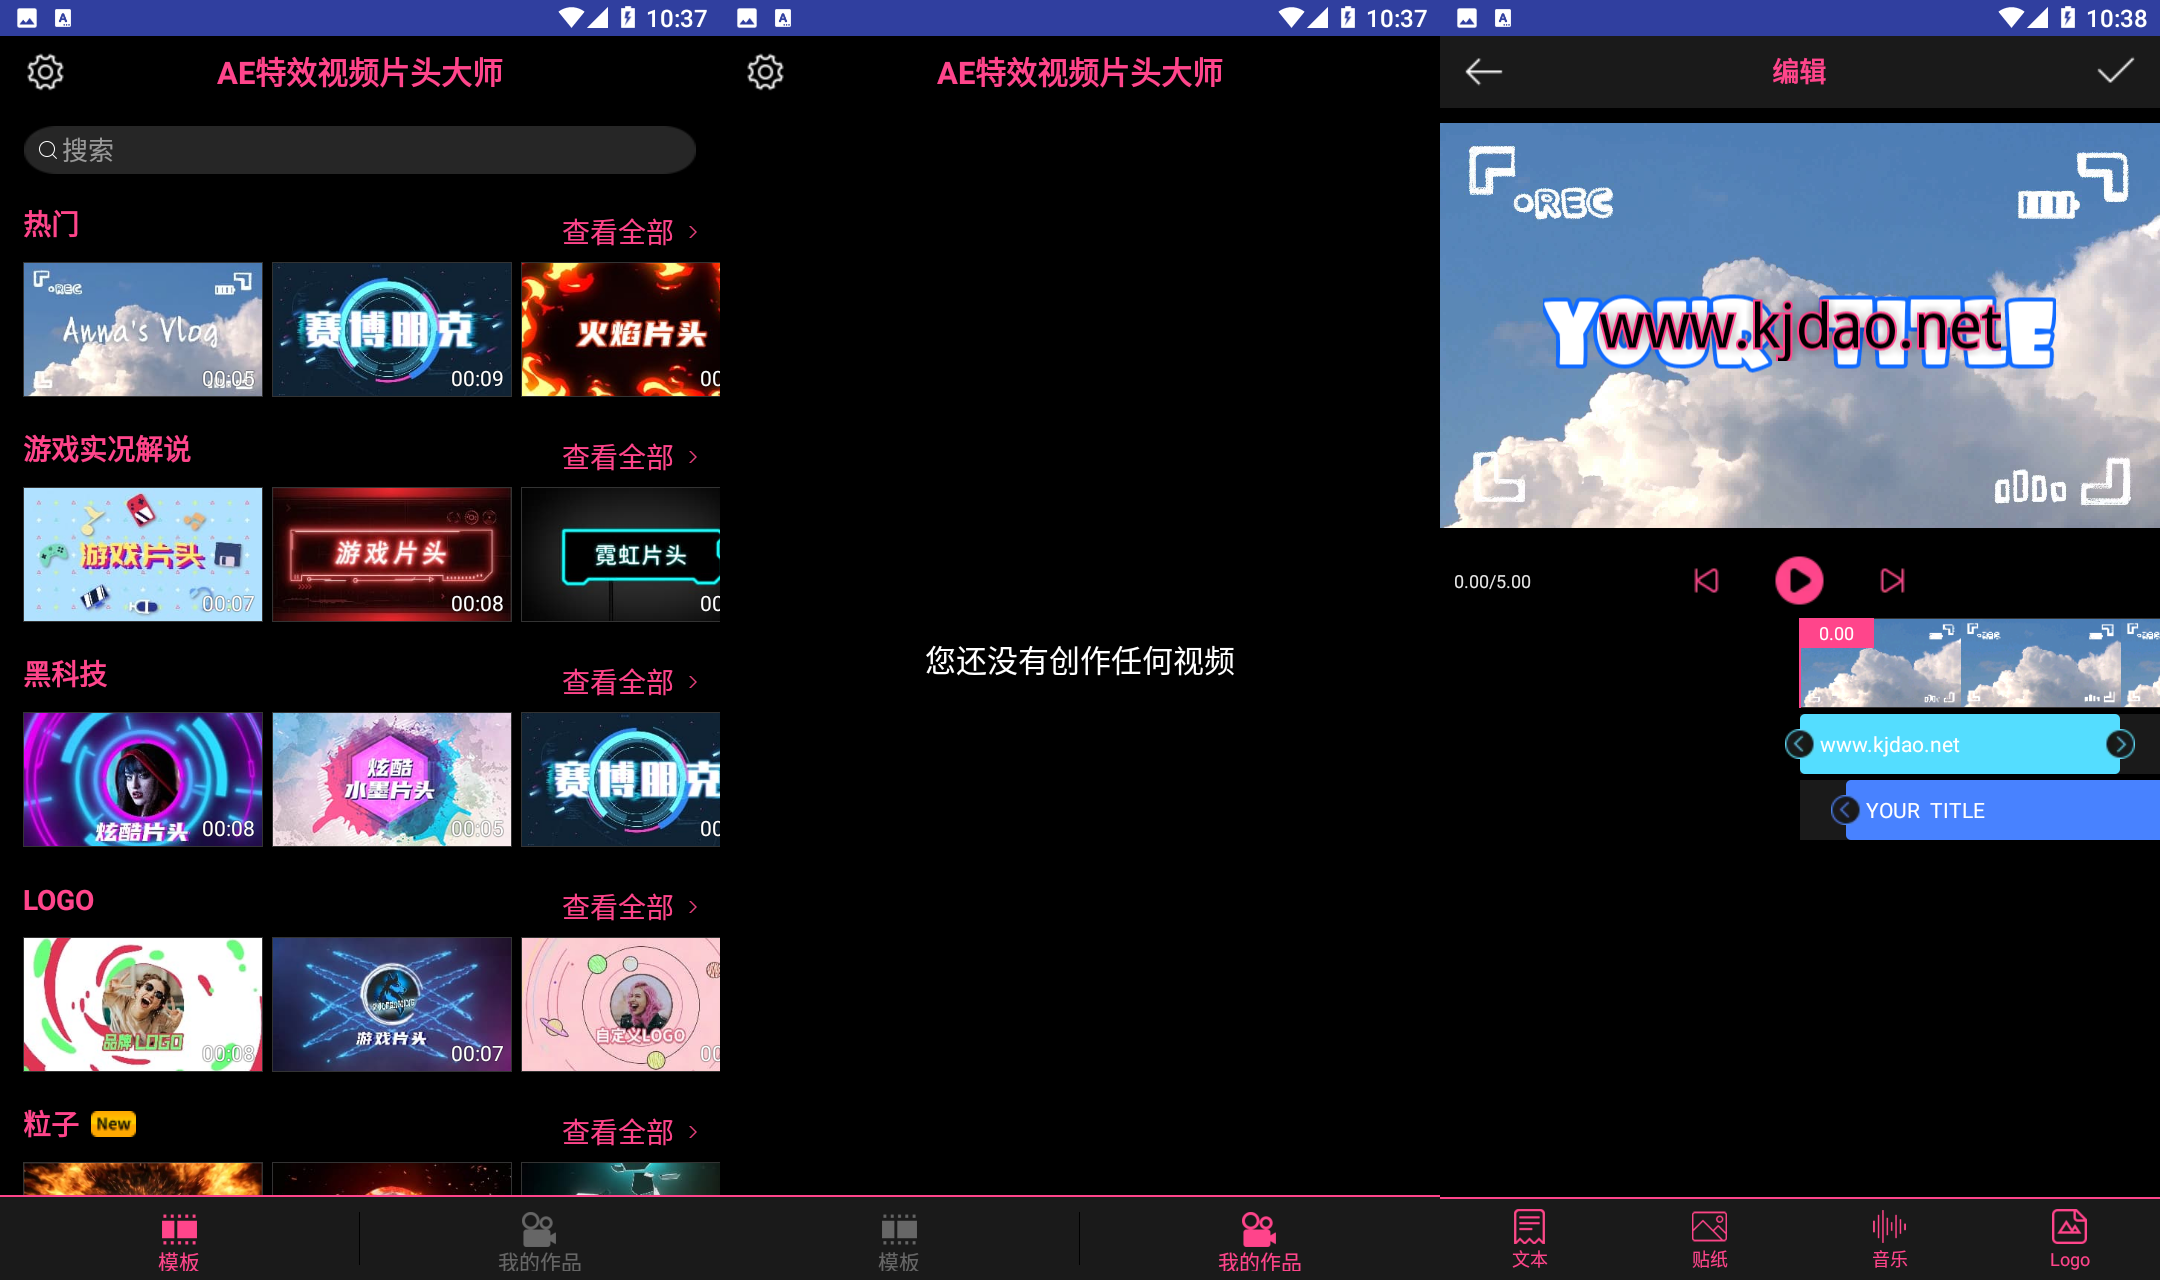 10:37
AE特效视频片头大师
搜索
热门
查看全部
REC
Anna's Vlog
00:05
赛博朋克
00:09
火焰片头
00
游戏实况解说
查看全部
游戏片头
00:07
游戏片头
00:08
霓虹片头
00
黑科技
查看全部
炫酷片头
00:08
炫酷
水墨片头
00:05
赛博朋克
00
LOGO
查看全部
品牌LOGO
00:08
游戏片头
00:07
自定义LOGO
00
粒子 New
查看全部
模板
我的作品
10:37
AE特效视频片头大师
您还没有创作任何视频
模板
我的作品
10:38
编辑
REC
YOUR TITLE
www.kjdao.net
0.00/5.00
0.00
www.kjdao.net
YOUR TITLE
文本
贴纸
音乐
Logo